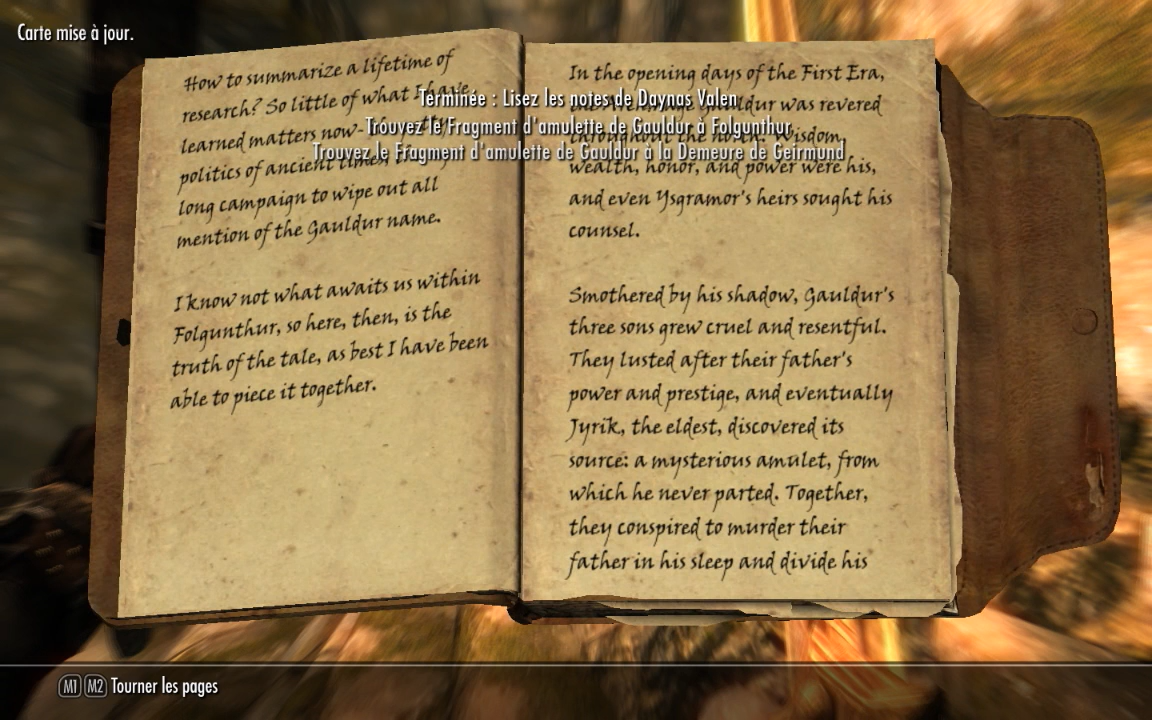 Carte mise à jour.
How to summarize a lifetime of
research? So little of what I have
learned matters now-
politics of ancient
long campaign to wipe out all
mention of the Gauldur name.
I know not what awaits us within
Folgunthur, so here, then, is the
truth of the tale, as best I have been
able to piece it together.
Terminée : Lisez les notes de Daynas Valen
Trouvez le Fragment d'amulette de Gauldur à Folgunthur
Trouvez le Fragment d'amulette de Gauldur à la Demeure de Geirmund
In the opening days of the First Era,
Gauldur was revered
throughout the north. Wisdom,
wealth, honor, and power were his,
and even Ysgramor's heirs sought his
counsel.
Smothered by his shadow, Gauldur's
three sons grew cruel and resentful.
They lusted after their father's
power and prestige, and eventually
Jyrik, the eldest, discovered its
source: a mysterious amulet, from
which he never parted. Together,
they conspired to murder their
father in his sleep and divide his
M1 M2 Tourner les pages